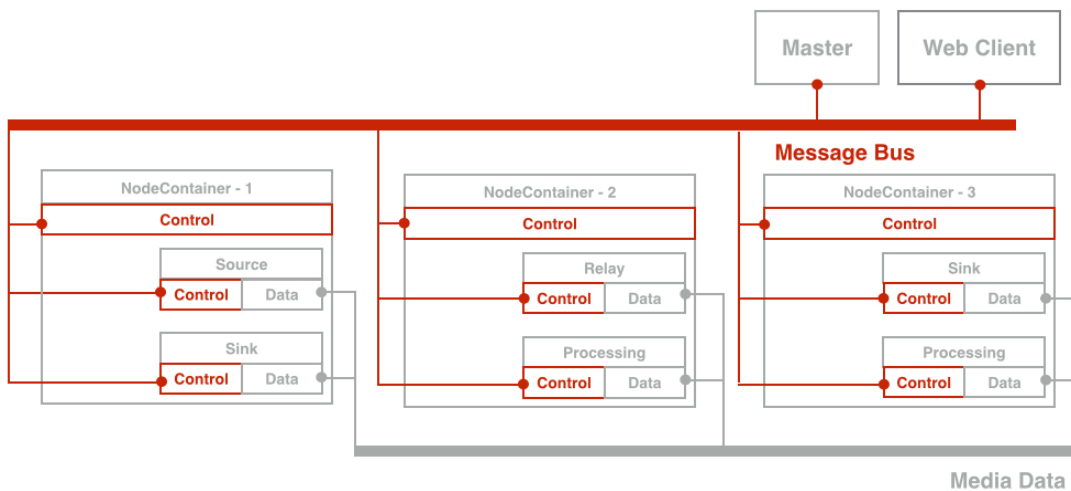 Master
Web Client
Message Bus
NodeContainer - 1
Control
Source
Control Data
Sink
Control Data
NodeContainer - 2
Control
Relay
Control Data
Processing
Control Data
NodeContainer - 3
Control
Sink
Control Data
Processing
Control Data
Media Data